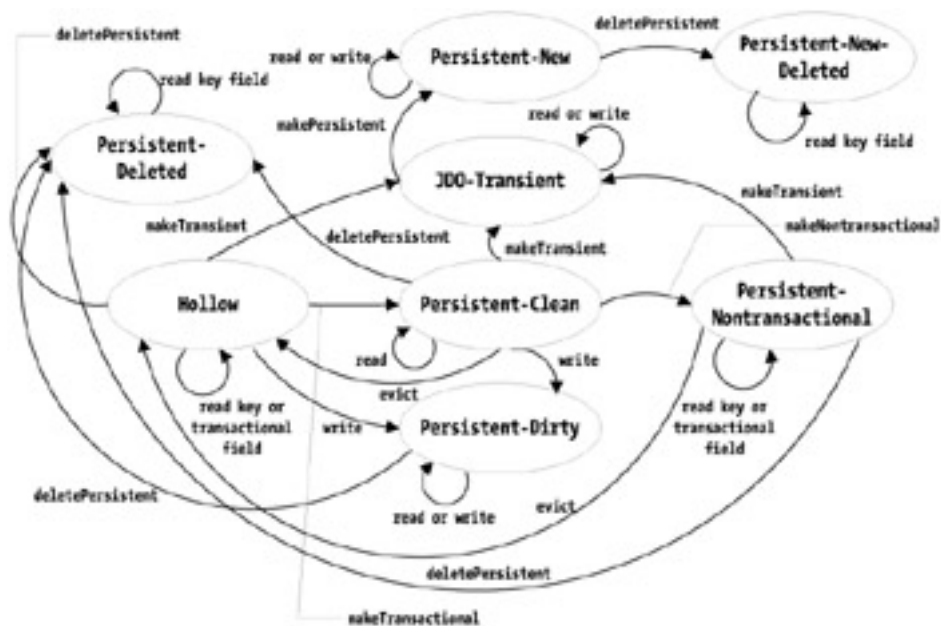 deletePersistent
deletePersistent
read or write
Persistent-New
Persistent-New-
Deleted
read key field
makePersistent
read or write
read key field
Persistent-
Deleted
JDO-Transient
makeTransient
makeTransient
deletePersistent
makeTransient
makeNontransactional
Hollow
Persistent-Clean
Persistent-
Nontransactional
read
write
evict
read key or
transactional
field
write
Persistent-Dirty
read key or
transactional
field
deletePersistent
read or write
evict
deletePersistent
makeTransactional